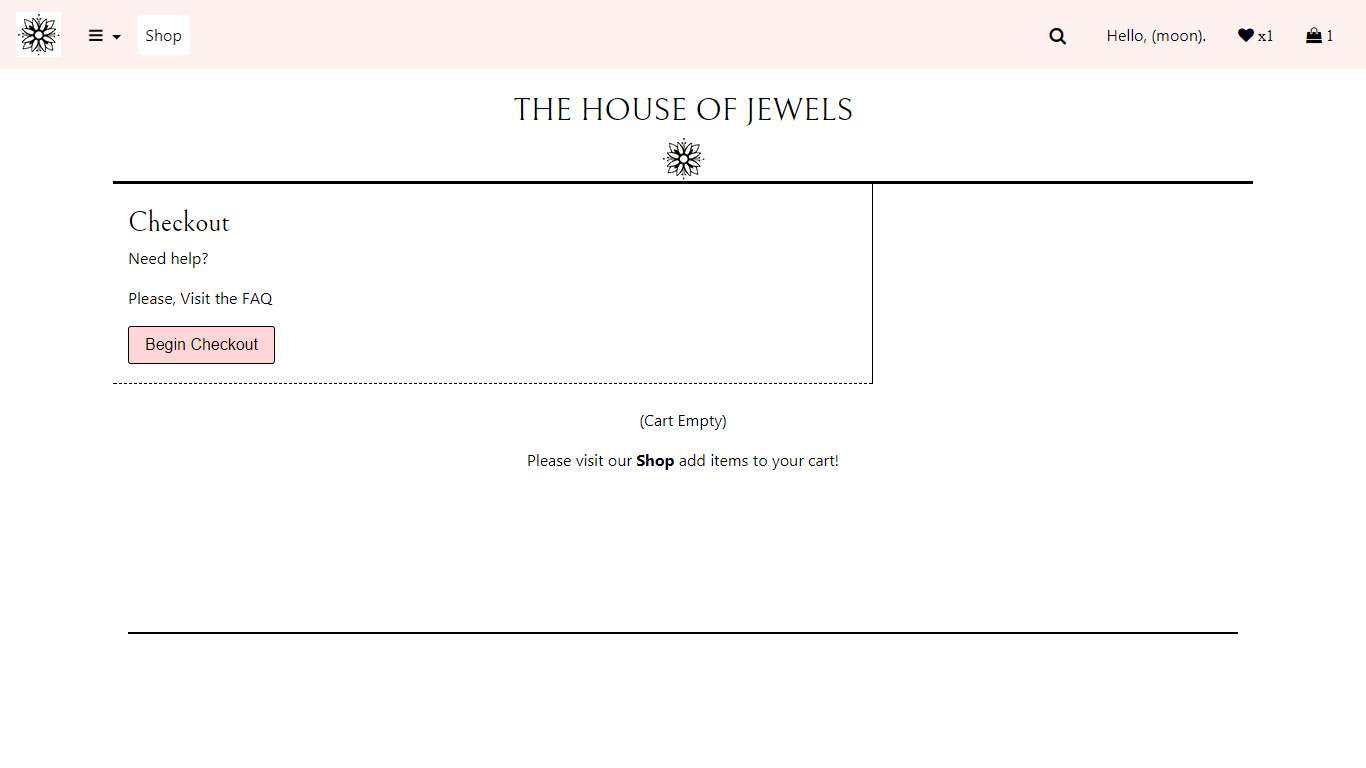 Shop
Hello, (moon).
x1
1
THE HOUSE OF JEWELS
Checkout
Need help?
Please, Visit the FAQ
Begin Checkout
(Cart Empty)
Please visit our Shop add items to your cart!